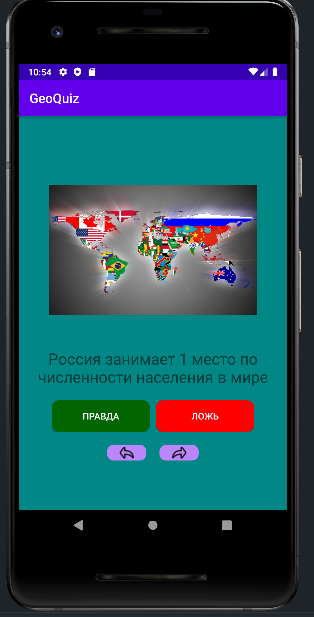 10:54
GeoQuiz
Россия занимает 1 место по
численности населения в мире
ПРАВДА
ЛОЖЬ